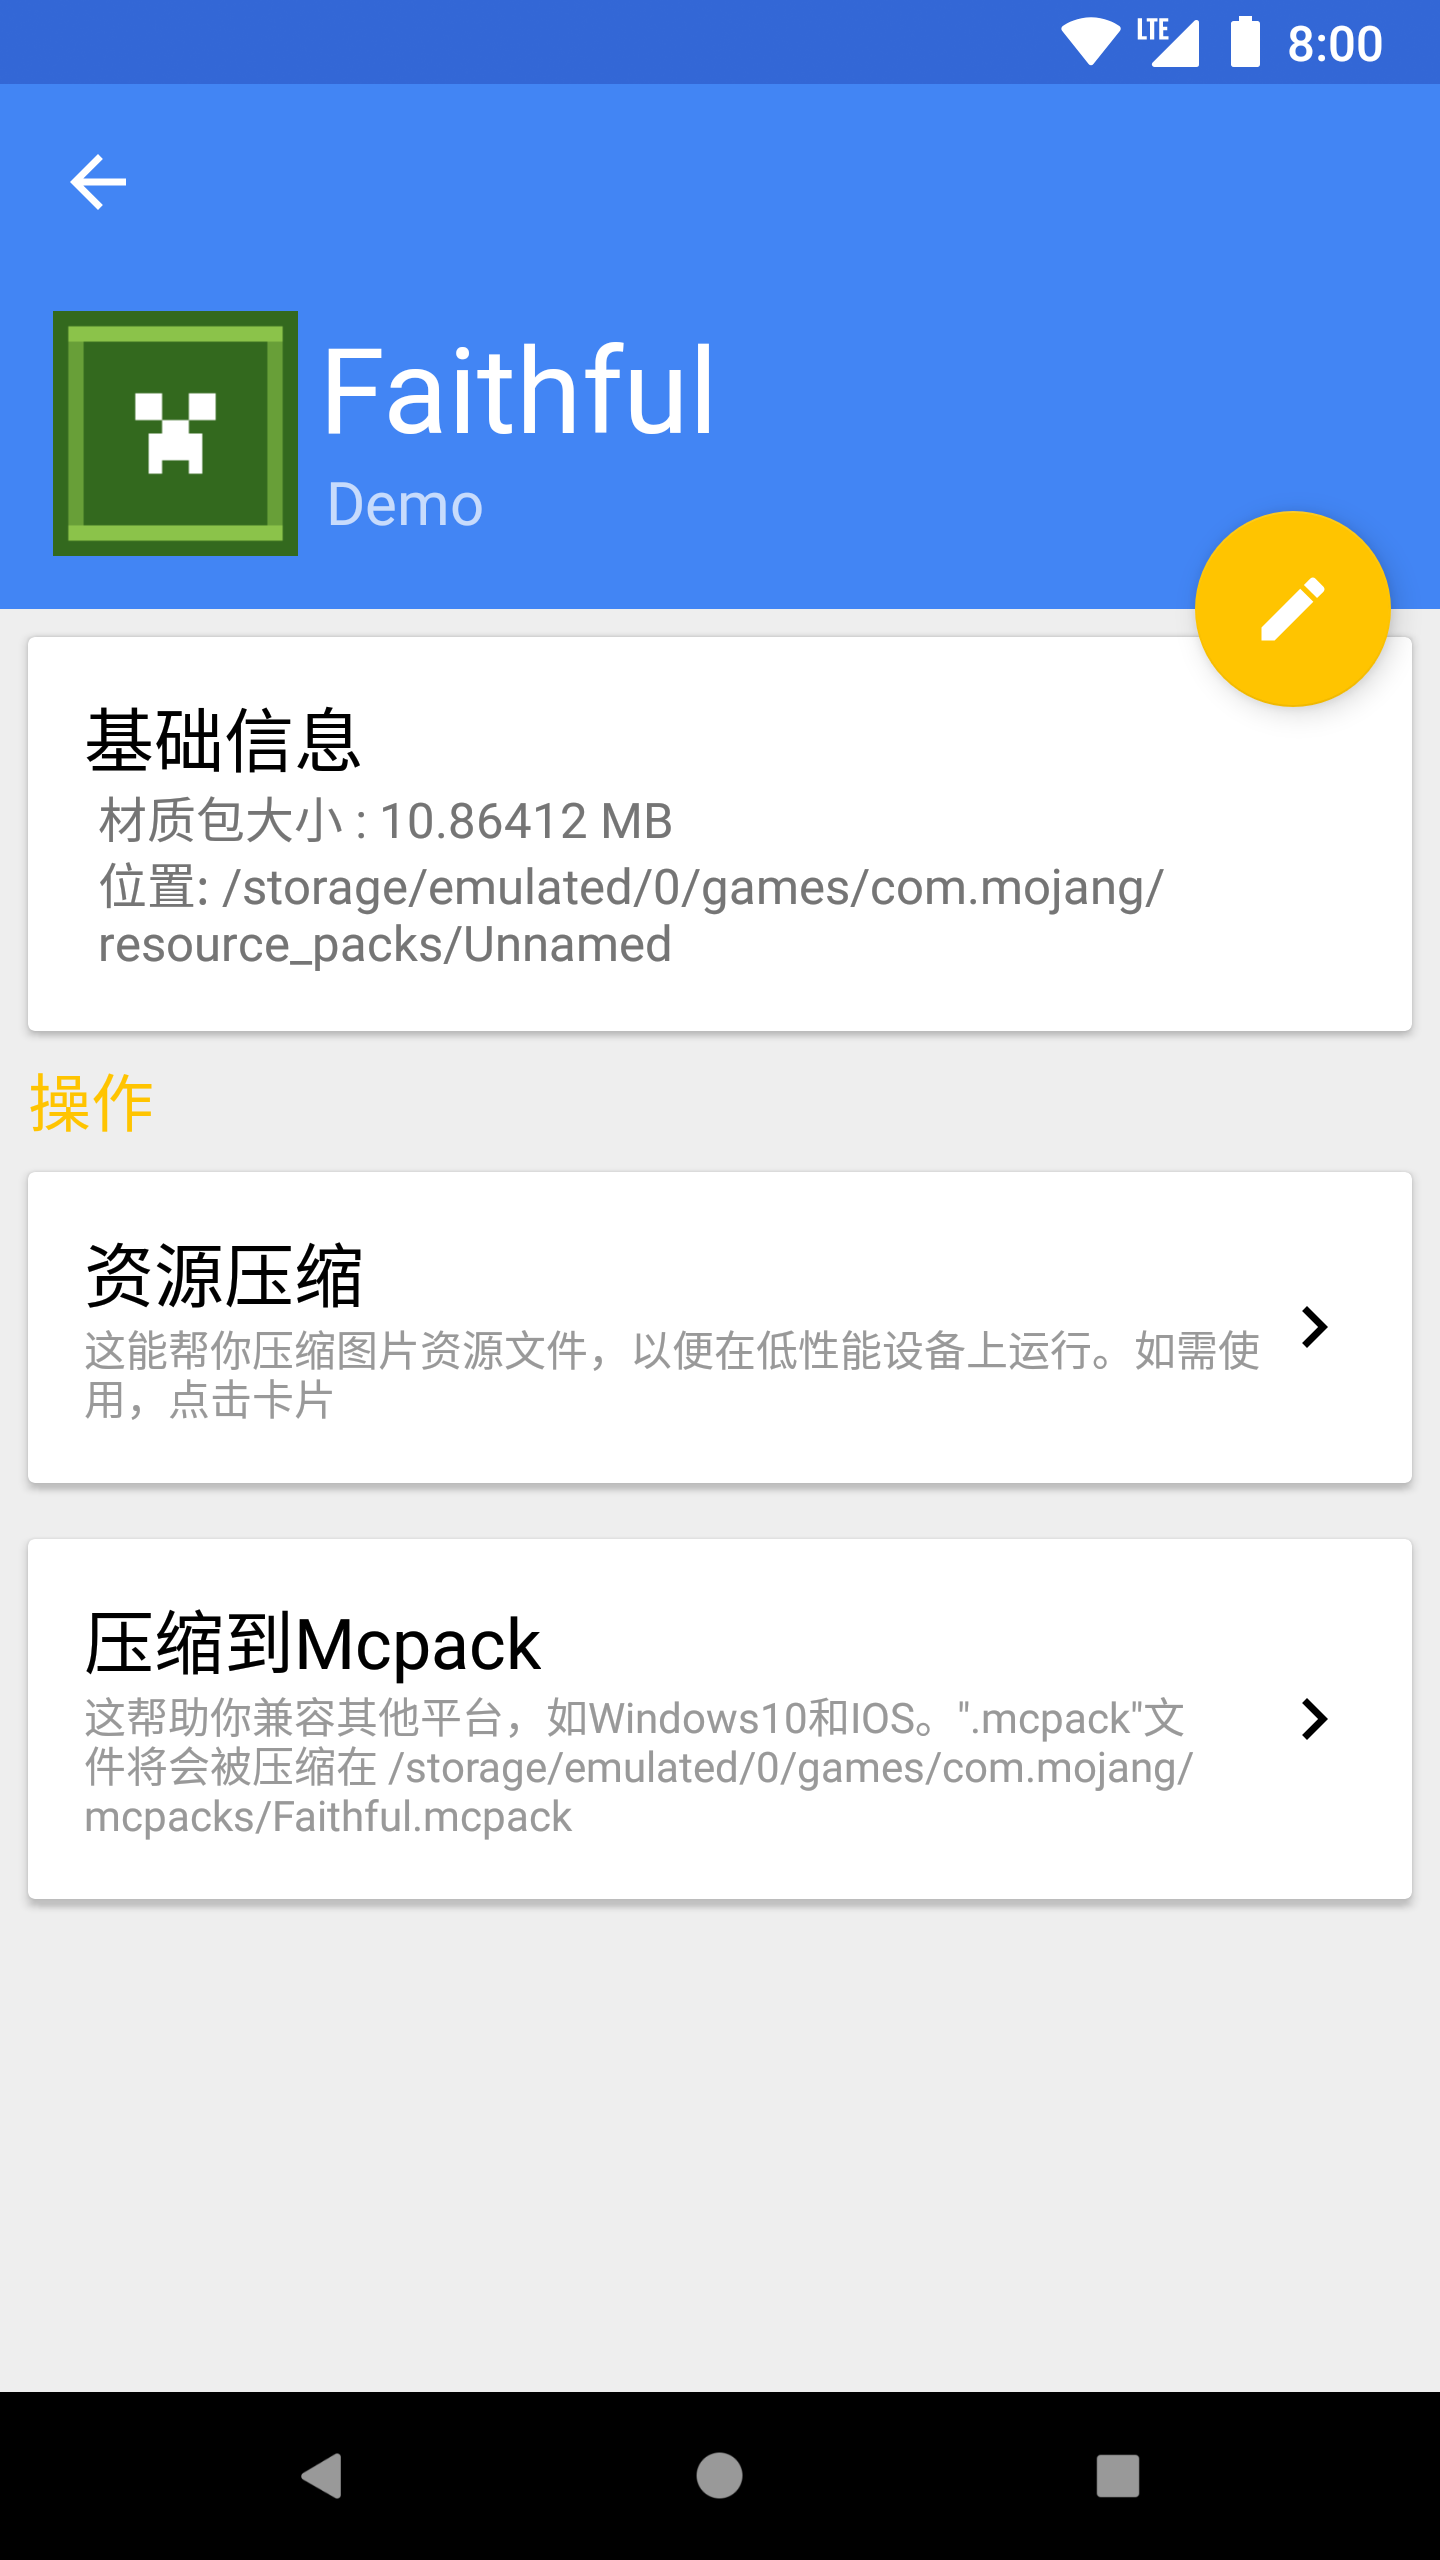 LTE 8:00
Faithful
Demo
基础信息
材质包大小 : 10.86412 MB
位置: /storage/emulated/0/games/com.mojang/
resource_packs/Unnamed
操作
资源压缩
这能帮你压缩图片资源文件，以便在低性能设备上运行。如需使
用，点击卡片
压缩到Mcpack
这帮助你兼容其他平台，如Windows10和IOS。".mcpack"文
件将会被压缩在 /storage/emulated/0/games/com.mojang/
mcpacks/Faithful.mcpack